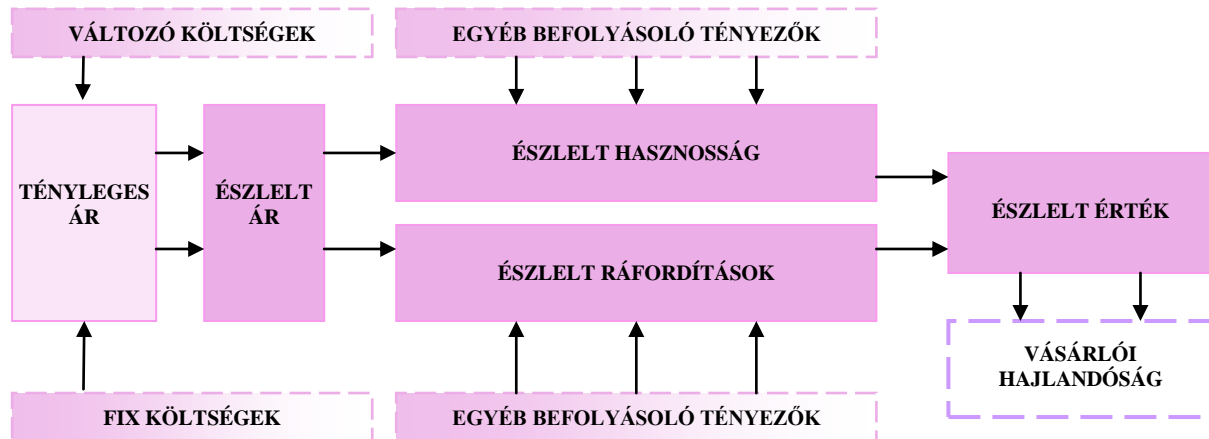 VÁLTOZÓ KÖLTSÉGEK
EGYÉB BEFOLYÁSOLÓ TÉNYEZŐK
TÉNYLEGES
ÁR
ÉSZLELT
ÁR
ÉSZLELT HASZNOSSÁG
ÉSZLELT RÁFORDÍTÁSOK
ÉSZLELT ÉRTÉK
VÁSÁRLÓI
HAJLANDÓSÁG
FIX KÖLTSÉGEK
EGYÉB BEFOLYÁSOLÓ TÉNYEZŐK